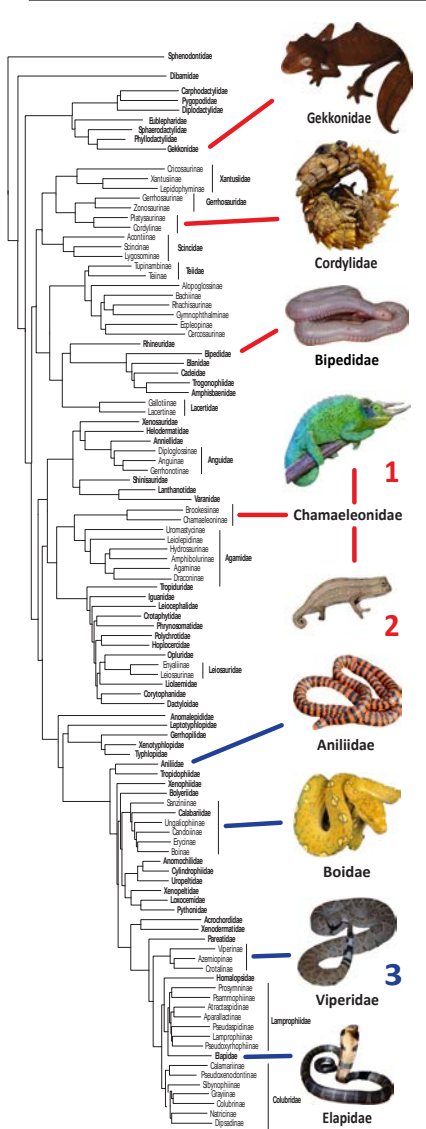 Sphenodontidae
Dibamidae
Carphodactylidae
Pygopodidae
Diplodactylidae
Eublepharidae
Sphaerodactylidae
Phyllodactylidae
Gekkonidae
Gekkonidae
Cricosaurinae
Xantusiinae
Xantusiidae
Lepidophyminae
Gerrhosaurinae
Gerrhosauridae
Zonosaurinae
Platysaurinae
Cordylinae
Cordylidae
Acontiinae
Scincinae
Scincidae
Lygosominae
Tupinambinae
Teiidae
Teiinae
Alopoglossinae
Bachiinae
Rhachisaurinae
Gymnophthalminae
Ecpleopinae
Cercosaurinae
Rhineuridae
Bipedidae
Bipedidae
Blanidae
Cadeidae
Trogonophiidae
Amphisbaenidae
Gallotiinae
Lacertidae
Lacertinae
Xenosauridae
Helodermatidae
Anniellidae
Diploglossinae
Anguinae
Anguidae
Gerrhonotinae
Shinisauridae
1
Lanthanotidae
Varanidae
Brookesiinae
Chamaeleoninae
Chamaeleonidae
Uromastycinae
Leiolepidinae
Hydrosaurinae
Amphibolurinae
Agamidae
Agaminae
Draconinae
Tropiduridae
Iguanidae
Leiocephalidae
Crotaphytidae
Phrynosomatidae
2
Polychrotidae
Hoplocercidae
Opluridae
Enyaliinae
Leiosauridae
Leiosaurinae
Liolaemidae
Corytophanidae
Dactyloidae
Anomalepididae
Leptotyphlopidae
Gerrhopilidae
Xenotyphlopidae
Aniliidae
Typhlopidae
Aniliidae
Tropidophiidae
Xenophiidae
Bolyeriidae
Sanziniinae
Calabariidae
Ungaliophiinae
Candoiinae
Erycinae
Boinae
Boidae
Anomochilidae
Cylindrophiidae
Uropeltidae
Xenopeltidae
Loxocemidae
Pythonidae
Acrochordidae
Xenodermatidae
Pareatidae
Viperinae
Azemiopinae
Crotalinae
3
Homalopsidae
Prosymninae
Viperidae
Psammophiinae
Atractaspidinae
Aparallactinae
Lamprophiidae
Pseudaspidinae
Lamprophiinae
Pseudoxyrhophiinae
Elapidae
Calamariinae
Pseudoxenodontinae
Sibynophiinae
Grayiinae
Colubridae
Colubrinae
Natricinae
Elapidae
Dipsadinae